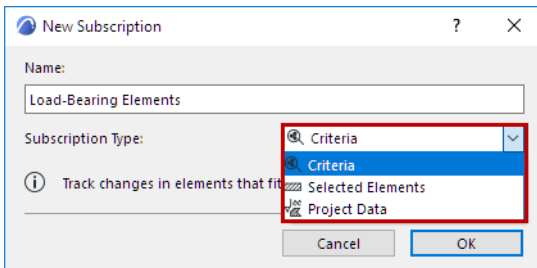 New Subscription
?
Name:
Load-Bearing Elements
Subscription Type:
Criteria
Criteria
Track changes in elements that fit
Selected Elements
Project Data
Cancel
OK